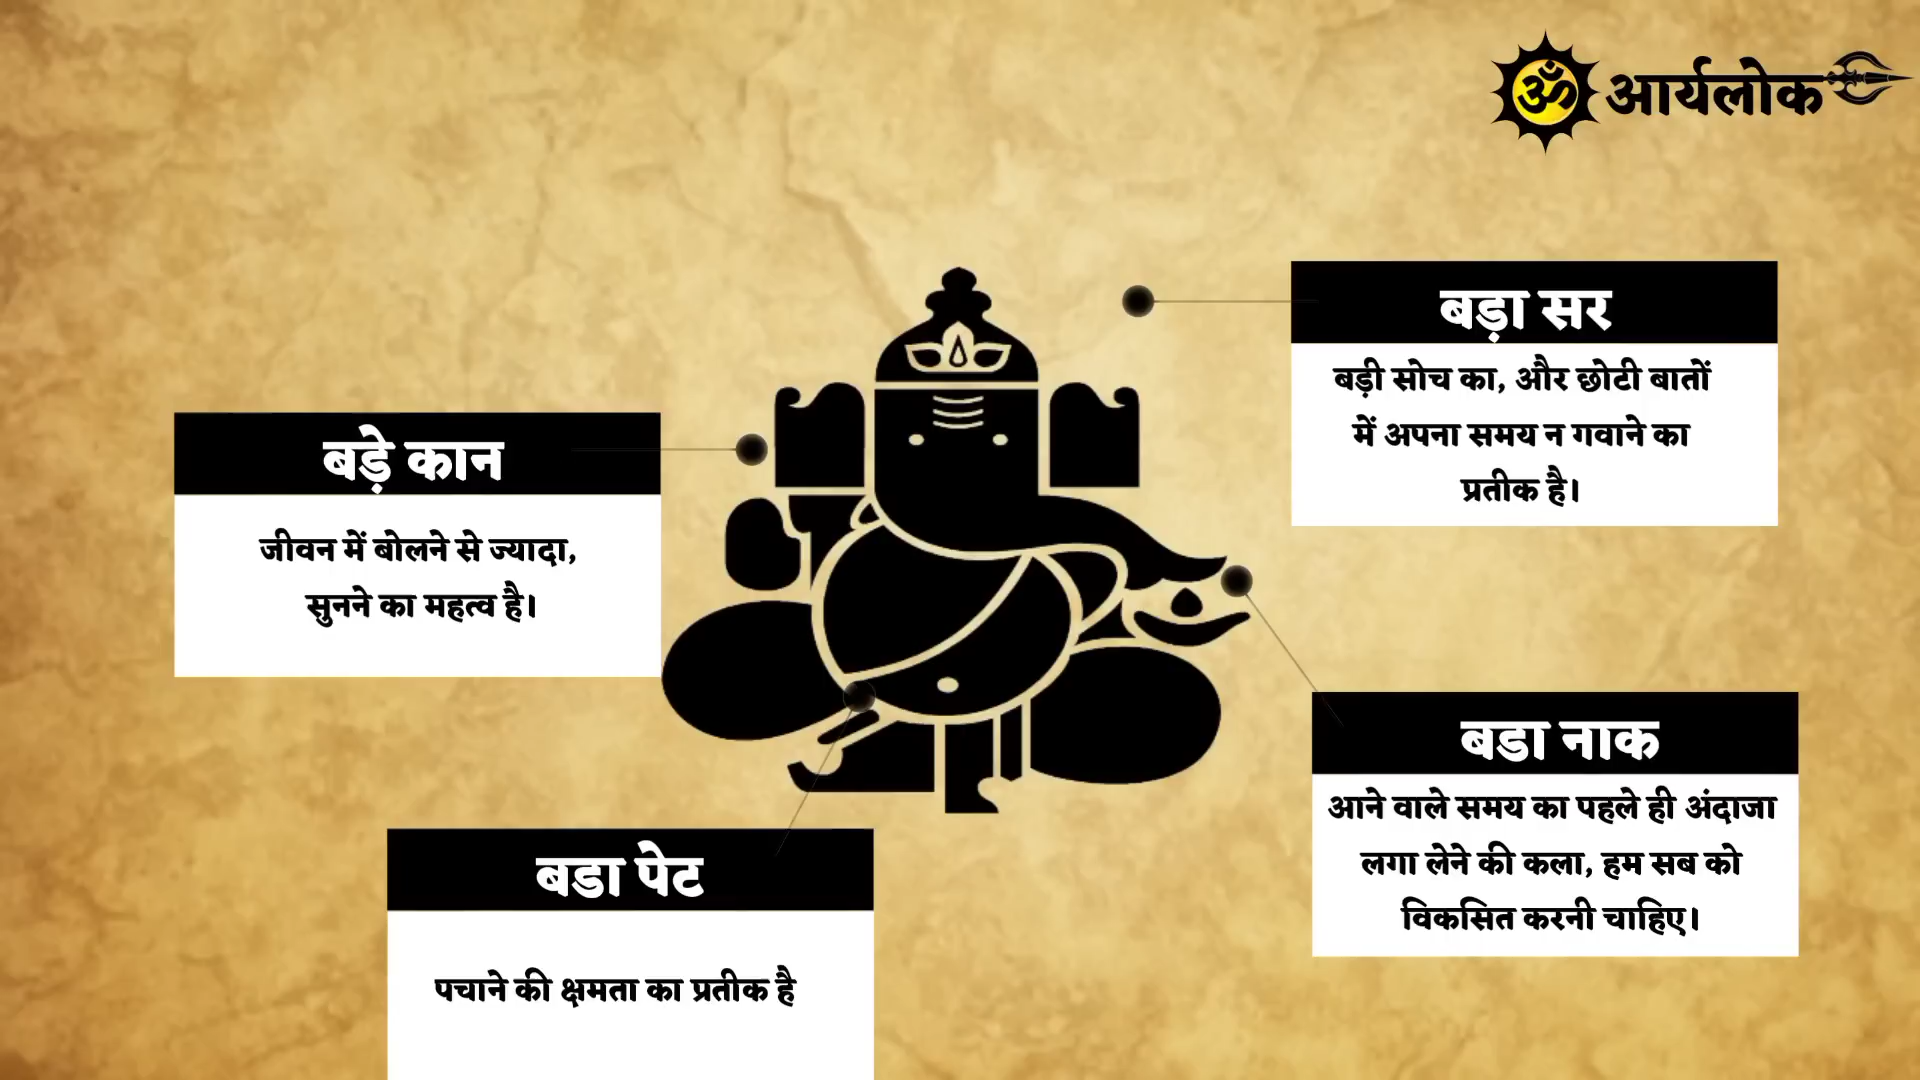 ॐ आर्यलोक
बड़ा सर
बड़ी सोच का, और छोटी बातों
में अपना समय न गवाने का
प्रतीक है।
बड़े कान
जीवन में बोलने से ज्यादा,
सुनने का महत्व है।
बडा नाक
आने वाले समय का पहले ही अंदाजा
लगा लेने की कला, हम सब को
विकसित करनी चाहिए।
बडा पेट
पचाने की क्षमता का प्रतीक है